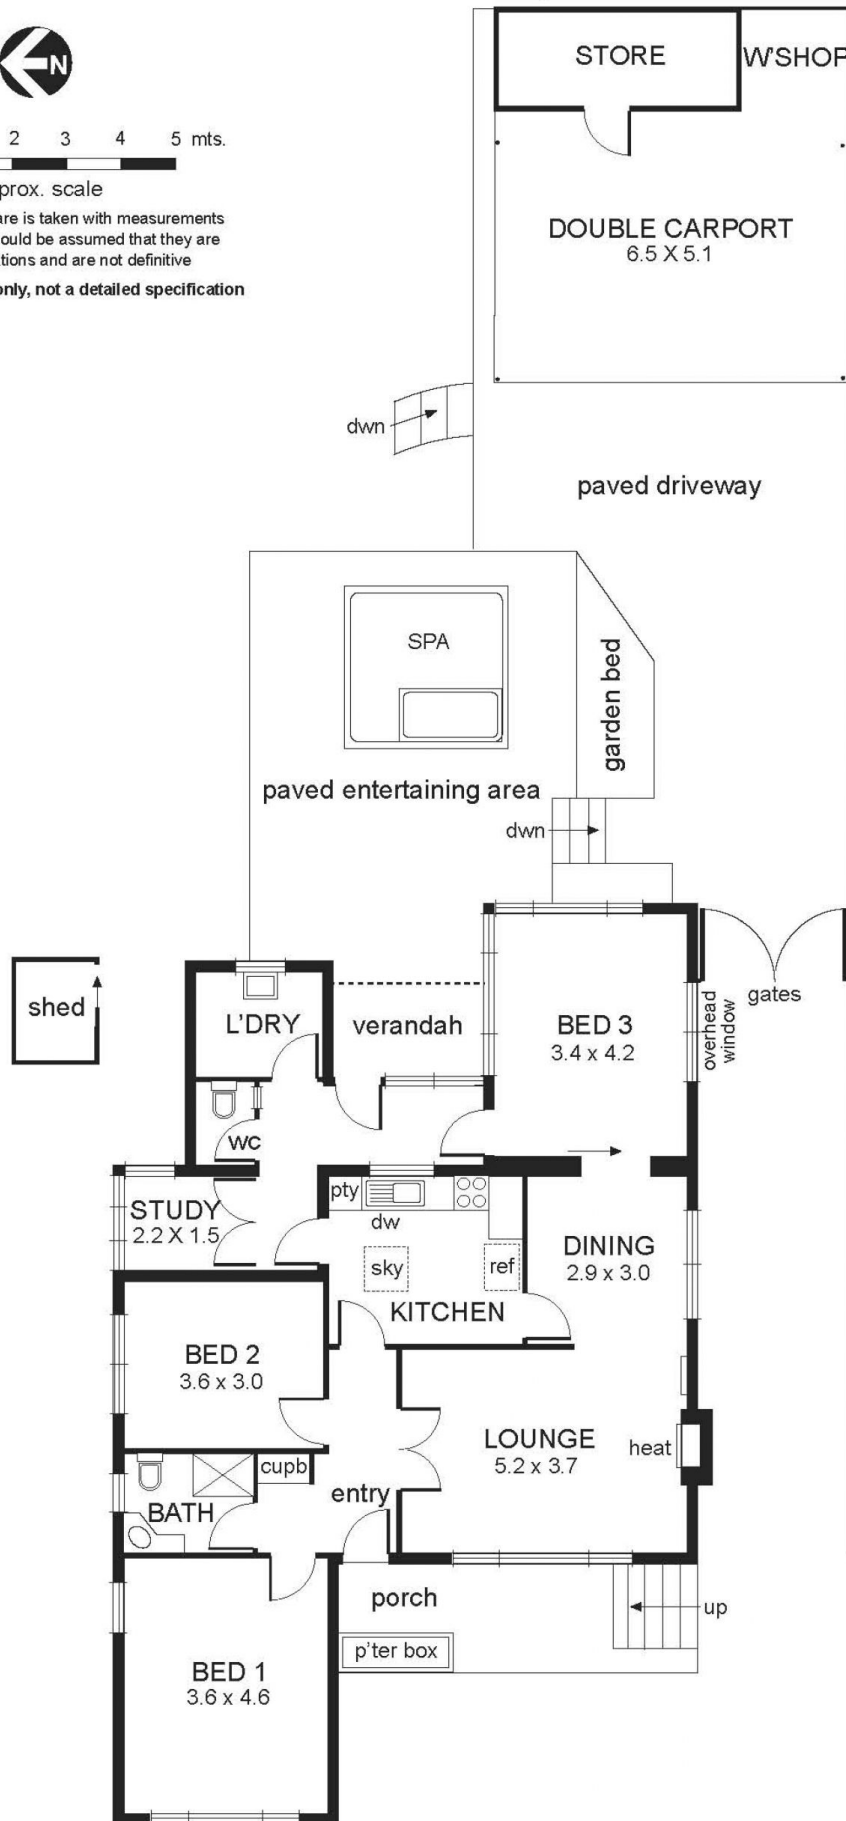 N
2 3 4 5 mts.
prox. scale
are is taken with measurements
ould be assumed that they are
tions and are not definitive
only, not a detailed specification
STORE
W'SHOP
DOUBLE CARPORT
6.5 X 5.1
dwn
paved driveway
SPA
garden bed
paved entertaining area
dwn
shed
L'DRY
verandah
BED 3
3.4 x 4.2
overhead
window
gates
wc
STUDY
2.2 X 1.5
pty
dw
sky
ref
KITCHEN
DINING
2.9 x 3.0
BED 2
3.6 x 3.0
LOUNGE
5.2 x 3.7
heat
cupb
entry
BATH
porch
up
p'ter box
BED 1
3.6 x 4.6